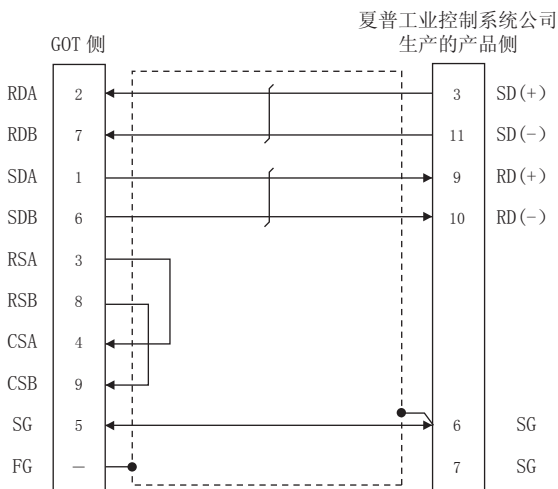 夏普工业控制系统公司
GOT 侧 生产的产品侧
RDA 2 3 SD(+)
RDB 7 11 SD(-)
SDA 1 9 RD(+)
SDB 6 10 RD(-)
RSA 3
RSB 8
CSA 4
CSB 9
SG 5 6 SG
FG — 7 SG